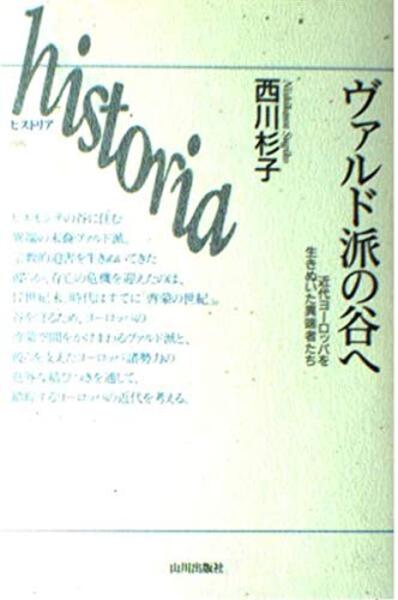 historia
ヒストリア
西川杉子
Nishikawa Sugiko
ヴァルド派の谷へ
近代ヨーロッパを
生きぬいた異端者たち
ピエモンテの谷に住む
異端の末裔ヴァルド派。
宗教的迫害を生きぬいてきた
彼らが、存亡の危機を迎えたのは、
17世紀末、時代はすでに「啓蒙の世紀」。
谷を守るため、ヨーロッパの
啓蒙空間をかけまわるヴァルド派と、
彼らを支えたヨーロッパ諸勢力の
意外な結びつきを通して、
錯綜するヨーロッパの近代を考える。
山川出版社